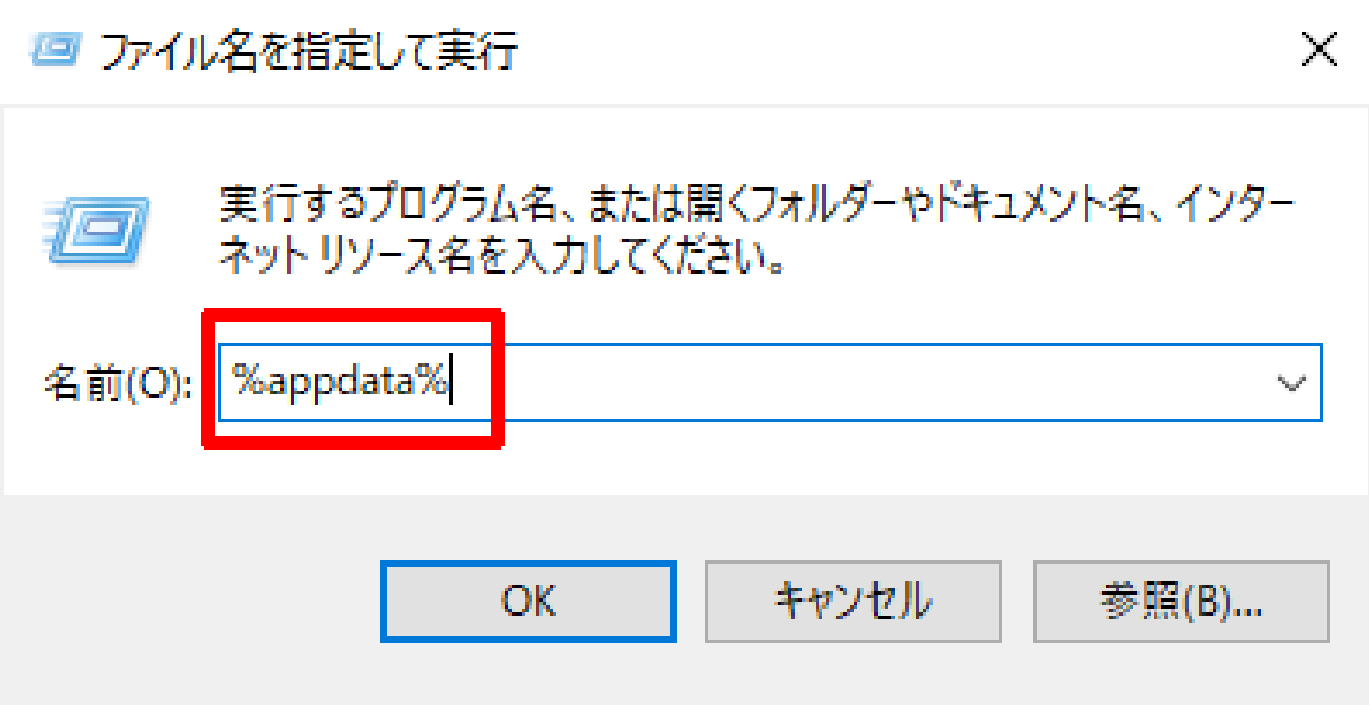 ファイル名を指定して実行
実行するプログラム名、または開くフォルダーやドキュメント名、インター
ネット リソース名を入力してください。
名前(O): %appdata%
OK キャンセル 参照(B)...